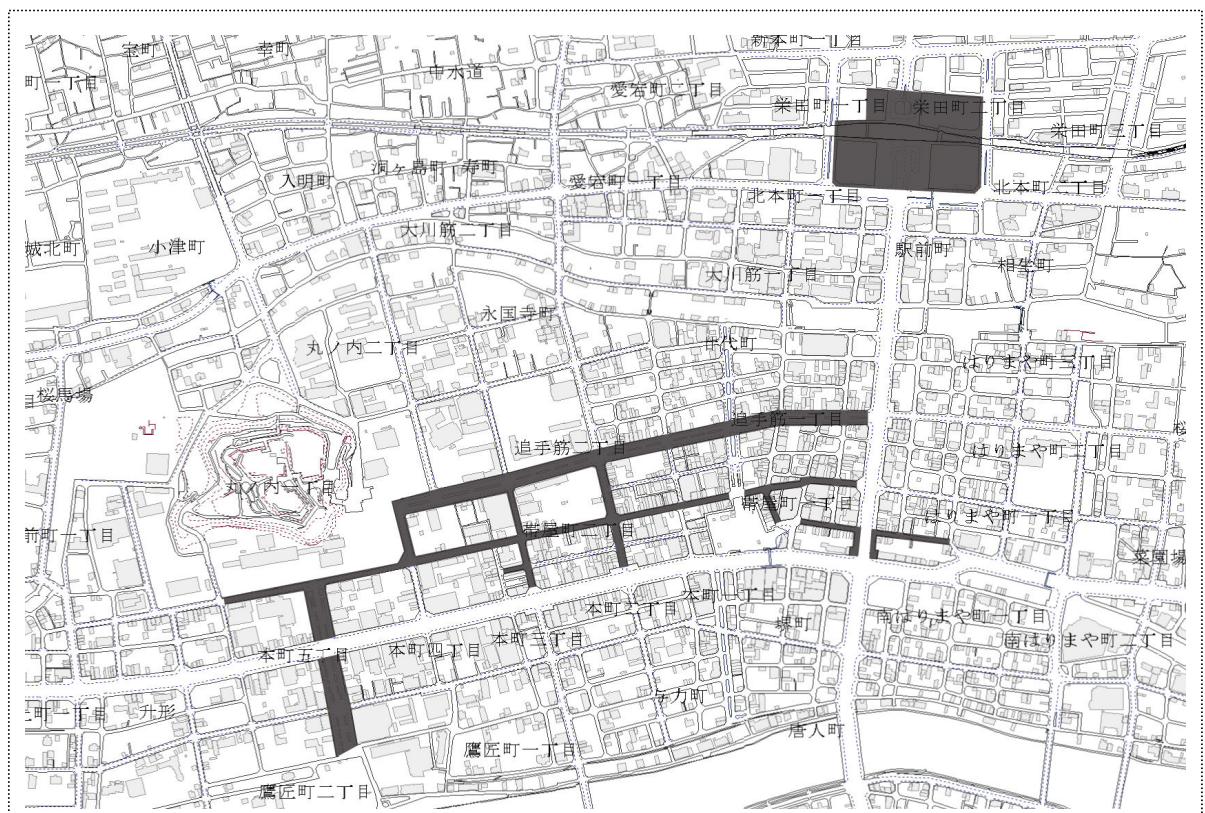 宝町
幸町
新本町一丁目
中水道
町一丁目
愛宕町二丁目
栄田町一丁目
栄田町二丁目
栄田町三丁目
入明町
洞ヶ島町
寿町
愛宕町一丁目
北本町一丁目
北本町二丁目
城北町
小津町
大川筋二丁目
駅前町
相生町
大川筋一丁目
永国寺町
丸ノ内二丁目
廿代町
はりまや町三丁目
桜馬場
追手筋一丁目
追手筋二丁目
はりまや町二丁目
桜
丸ノ内一丁目
帯屋町一丁目
帯屋町二丁目
はりまや町一丁目
前町一丁目
菜園場
本町一丁目
本町二丁目
堺町
南はりまや町一丁目
南はりまや町二丁目
本町三丁目
本町四丁目
本町五丁目
与力町
升形
町一丁目
唐人町
鷹匠町一丁目
鷹匠町二丁目